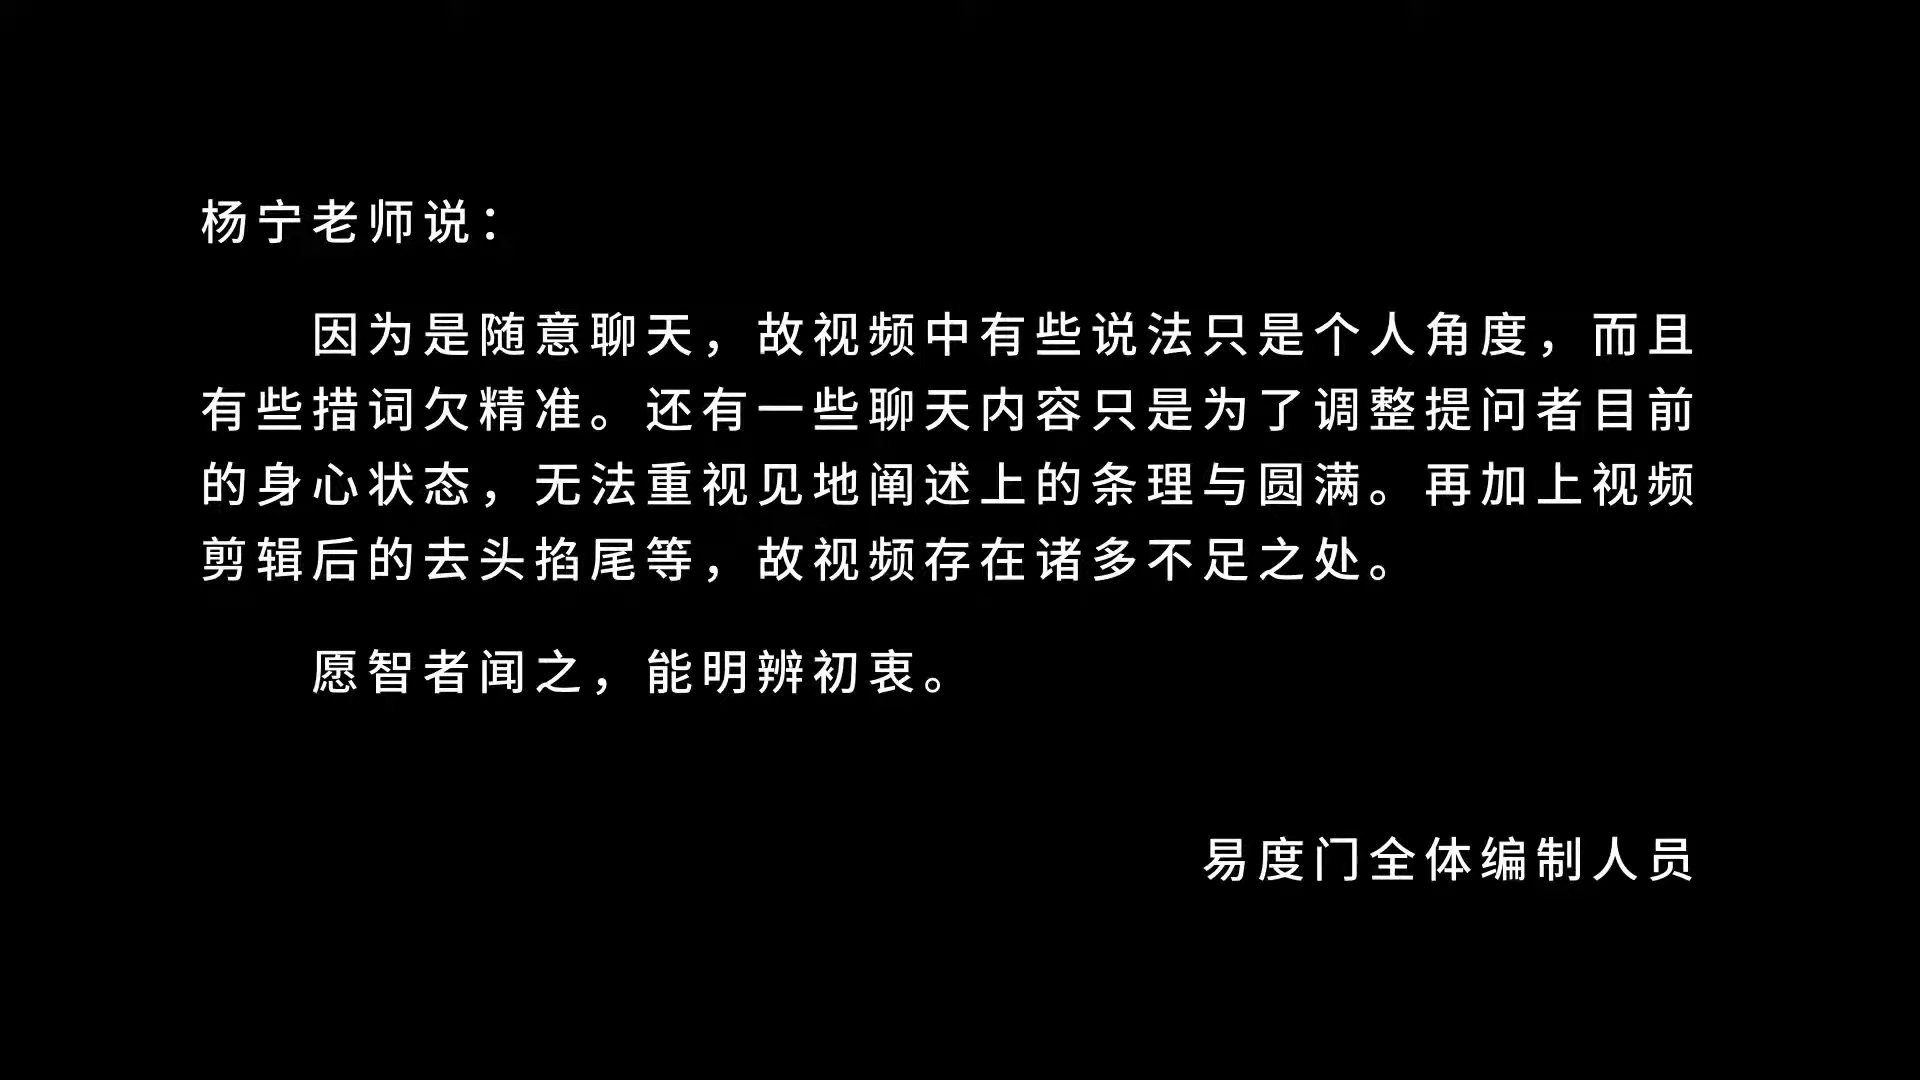 杨宁老师说：
因为是随意聊天，故视频中有些说法只是个人角度，而且
有些措词欠精准。还有一些聊天内容只是为了调整提问者目前
的身心状态，无法重视见地阐述上的条理与圆满。再加上视频
剪辑后的去头掐尾等，故视频存在诸多不足之处。
愿智者闻之，能明辨初衷。
易度门全体编制人员